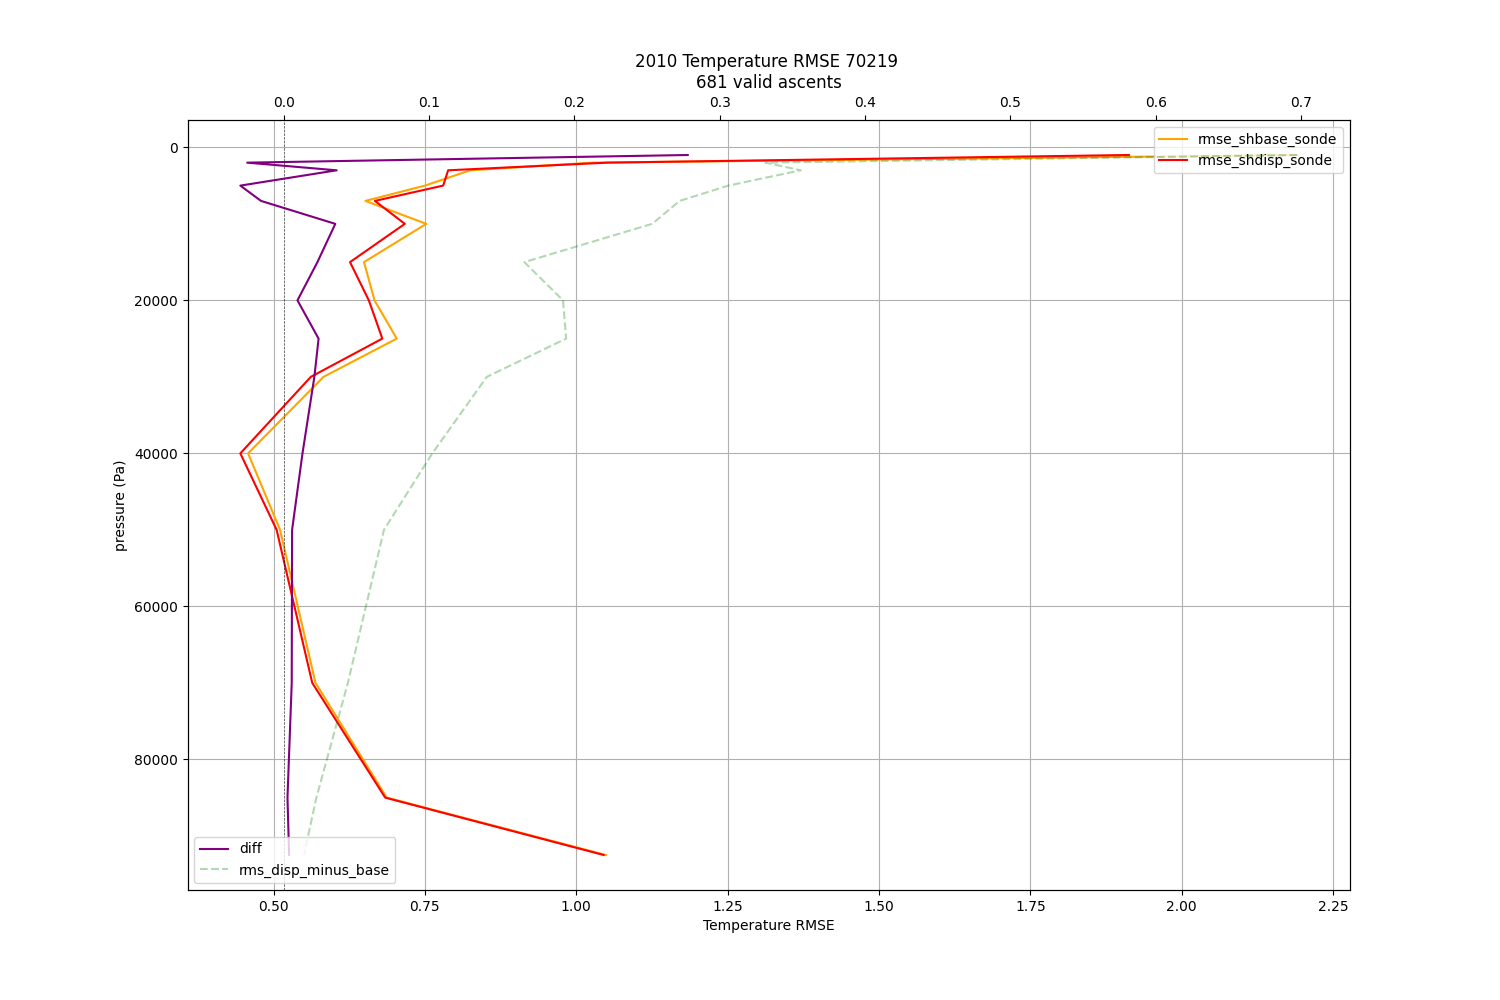 2010 Temperature RMSE 70219
681 valid ascents
0.0 0.1 0.2 0.3 0.4 0.5 0.6 0.7
rmse_shbase_sonde
rmse_shdisp_sonde
0
20000
40000
60000
80000
pressure (Pa)
diff
rms_disp_minus_base
0.50 0.75 1.00 1.25 1.50 1.75 2.00 2.25
Temperature RMSE